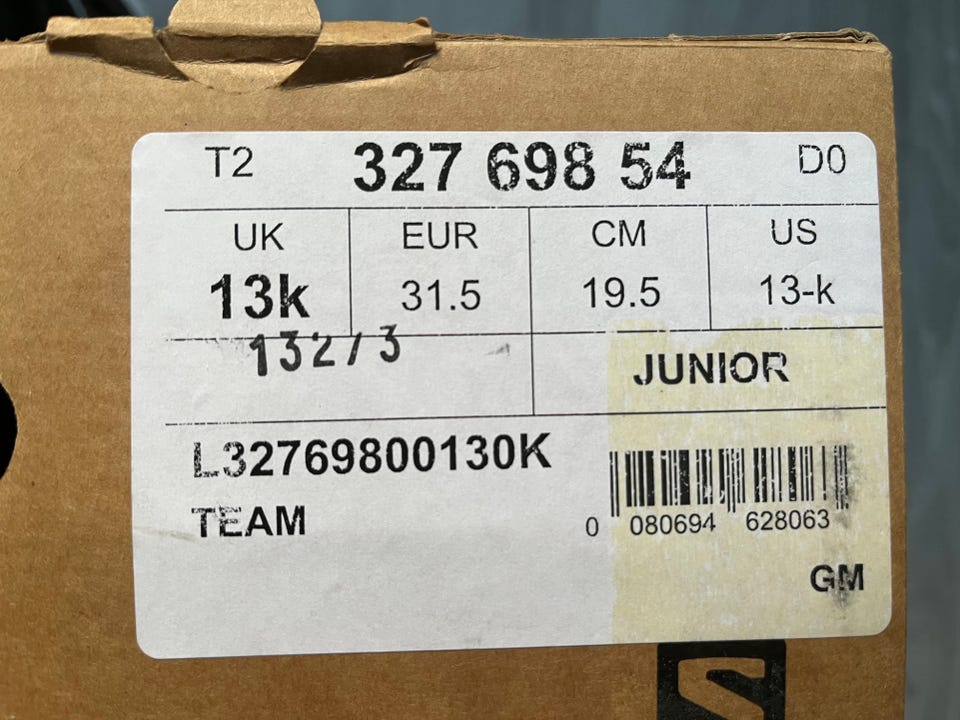 T2 327 698 54 D0
UK EUR CM US
13k 31.5 19.5 13-k
132/3
JUNIOR
L32769800130K
TEAM
0 080694 628063
GM